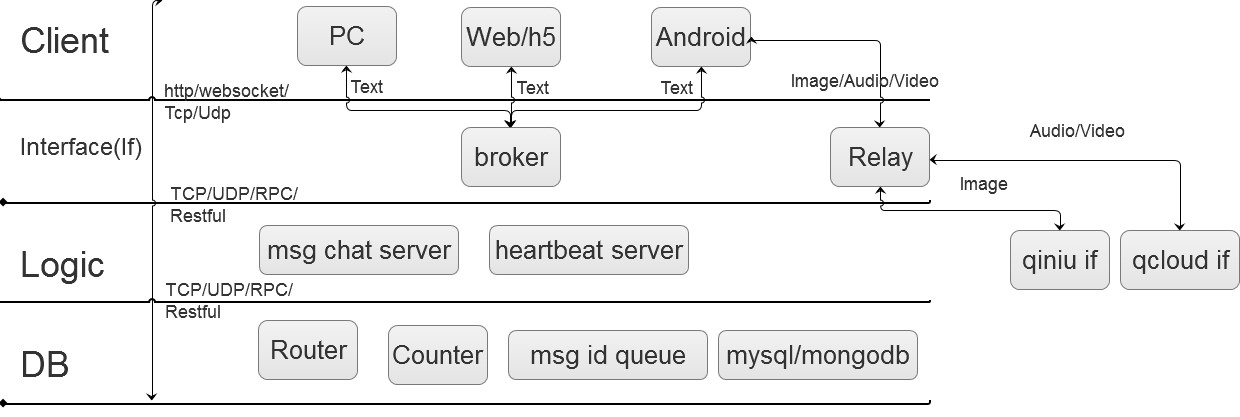 Client
PC
Web/h5
Android
Text
Text
Text
Image/Audio/Video
http/websocket/
Tcp/Udp
Interface(If)
broker
Relay
Audio/Video
Image
TCP/UDP/RPC/
Restful
Logic
msg chat server
heartbeat server
qiniu if
qcloud if
TCP/UDP/RPC/
Restful
DB
Router
Counter
msg id queue
mysql/mongodb